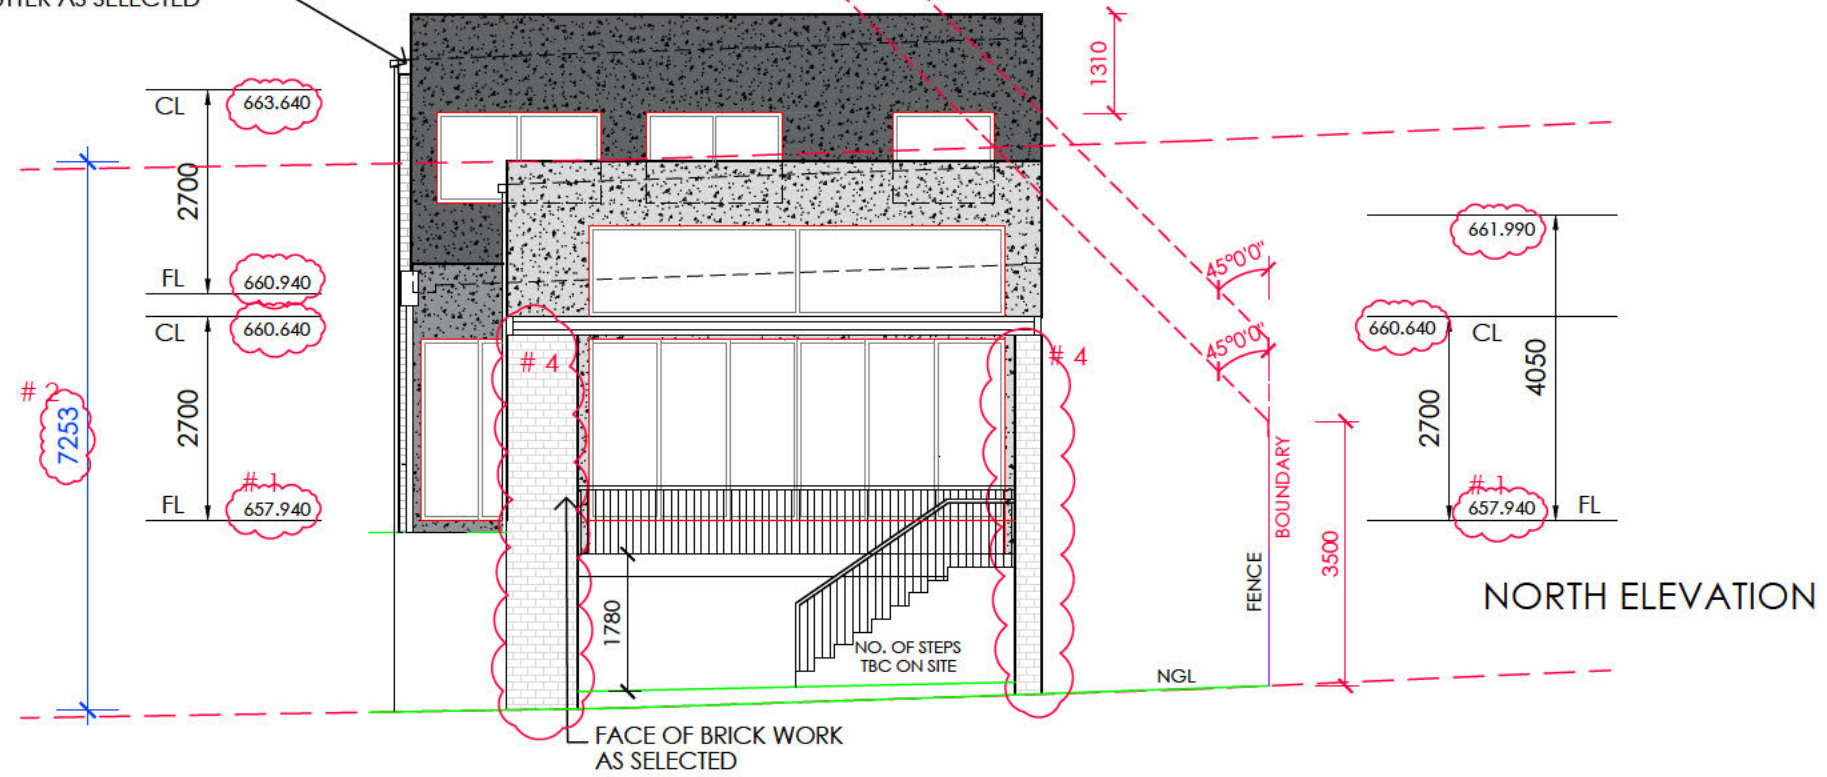 AS SELECTED
1310
CL
663.640
2700
FL
660.940
CL
660.640
2700
# 2
7253
# 1
FL
657.940
# 4
# 4
45°0'0"
45°0'0"
661.990
660.640
CL
4050
2700
# 1
657.940
FL
BOUNDARY
FENCE
3500
NORTH ELEVATION
1780
NO. OF STEPS
TBC ON SITE
NGL
FACE OF BRICK WORK
AS SELECTED